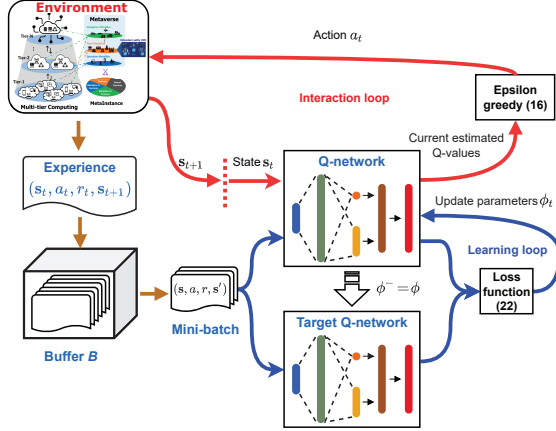 Environment
Metaverse
Tier-N
Tier-2
Tier-1
MetaInstance
Multi-tier Computing
Action a_t
Interaction loop
Epsilon
greedy (16)
Experience
(s_t, a_t, r_t, s_{t+1})
s_{t+1}
State s_t
Q-network
Current estimated
Q-values
Update parameters ϕ_t
Learning loop
Loss
function
(22)
(s, a, r, s′)
Mini-batch
ϕ⁻ = ϕ
Buffer B
Target Q-network